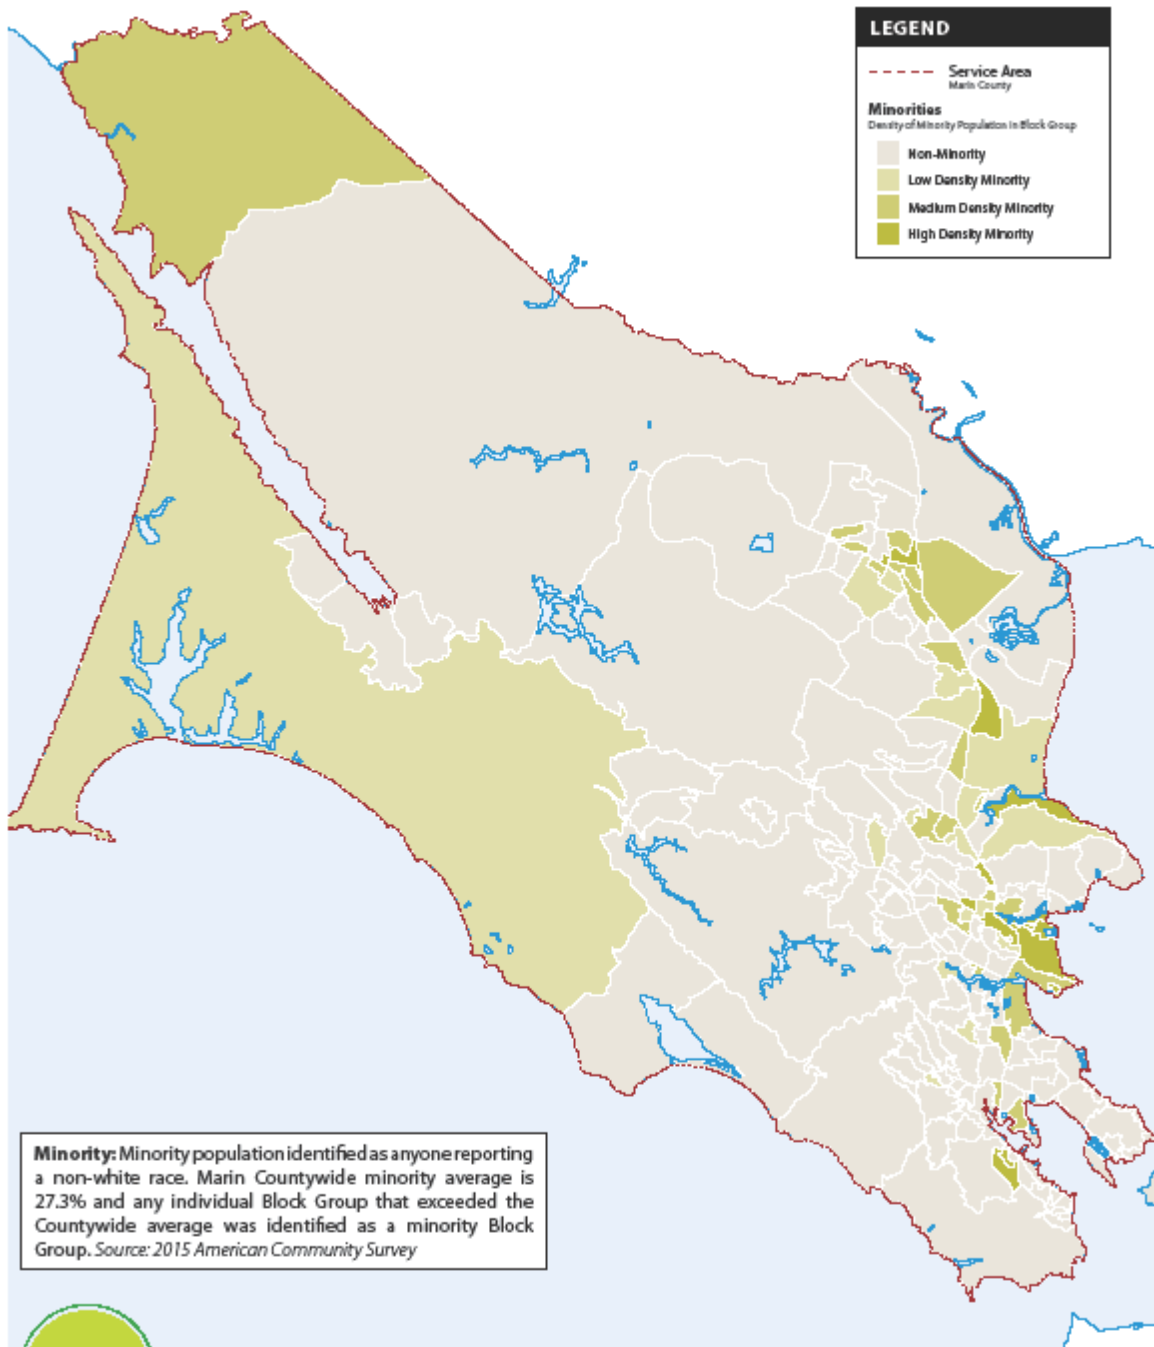 LEGEND
Service Area
Marin County
Minorities
Density of Minority Population in Block Group
Non-Minority
Low Density Minority
Medium Density Minority
High Density Minority
Minority: Minority population identified as anyone reporting
a non-white race. Marin Countywide minority average is
27.3% and any individual Block Group that exceeded the
Countywide average was identified as a minority Block
Group. Source: 2015 American Community Survey